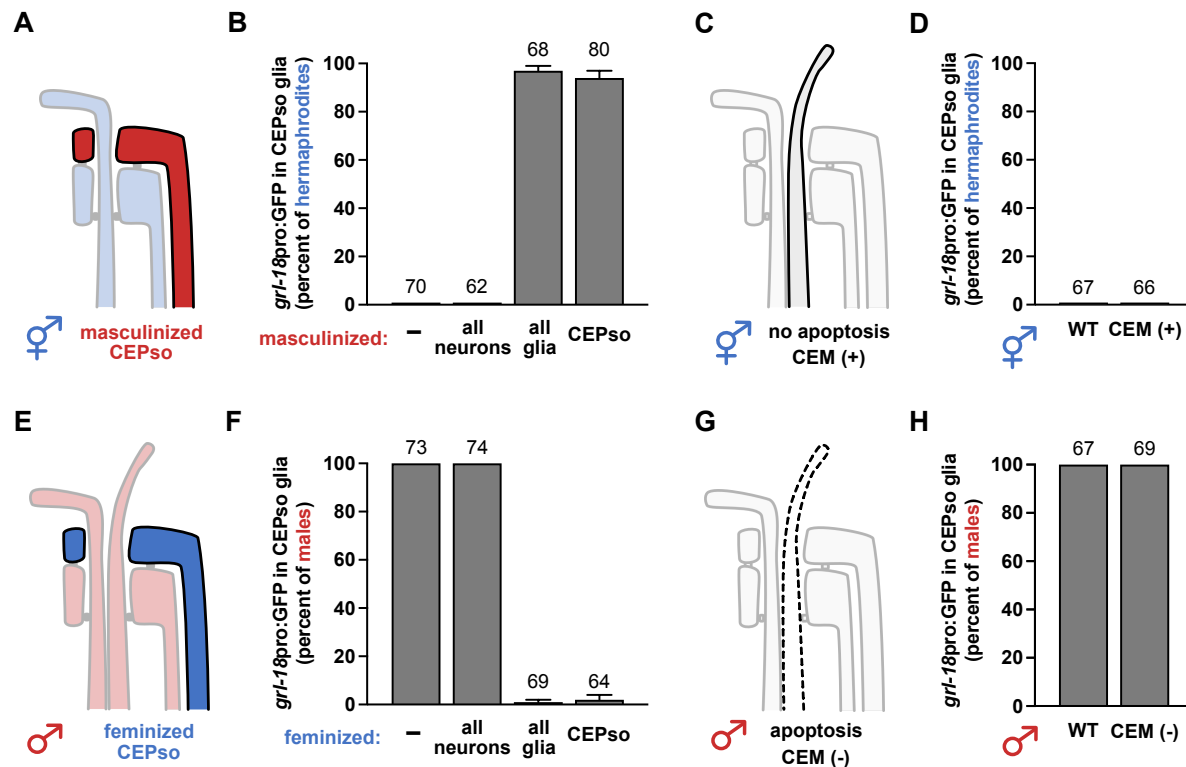 A
masculinized
CEPso
B
grl-18pro:GFP in CEPso glia
(percent of hermaphrodites)
100
80
60
40
20
0
70
62
68
80
masculinized:
–
all
neurons
all
glia
CEPso
C
no apoptosis
CEM (+)
D
grl-18pro:GFP in CEPso glia
(percent of hermaphrodites)
100
80
60
40
20
0
67
66
WT
CEM (+)
E
feminized
CEPso
F
grl-18pro:GFP in CEPso glia
(percent of males)
100
80
60
40
20
0
73
74
69
64
feminized:
–
all
neurons
all
glia
CEPso
G
apoptosis
CEM (-)
H
grl-18pro:GFP in CEPso glia
(percent of males)
100
80
60
40
20
0
67
69
WT
CEM (-)